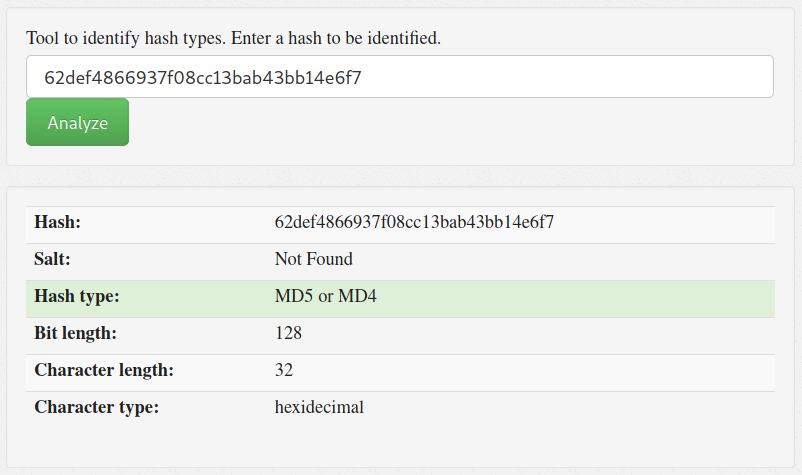 Tool to identify hash types. Enter a hash to be identified.
62def4866937f08cc13bab43bb14e6f7
Analyze
Hash: 62def4866937f08cc13bab43bb14e6f7
Salt: Not Found
Hash type: MD5 or MD4
Bit length: 128
Character length: 32
Character type: hexidecimal